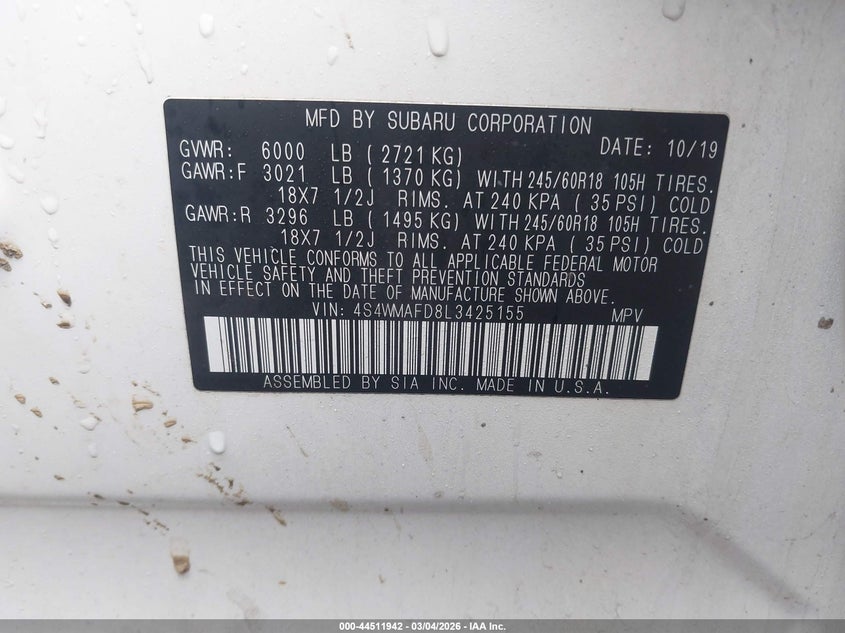 MFD BY SUBARU CORPORATION
GVWR: 6000 LB (2721 KG) DATE: 10/19
GAWR:F 3021 LB (1370 KG) WITH 245/60R18 105H TIRES.
18X7 1/2J RIMS. AT 240 KPA (35 PSI) COLD
GAWR:R 3296 LB (1495 KG) WITH 245/60R18 105H TIRES.
18X7 1/2J RIMS. AT 240 KPA (35 PSI) COLD
THIS VEHICLE CONFORMS TO ALL APPLICABLE FEDERAL MOTOR
VEHICLE SAFETY AND THEFT PREVENTION STANDARDS
IN EFFECT ON THE DATE OF MANUFACTURE SHOWN ABOVE.
VIN: 4S4WMAFD8L3425155 MPV
ASSEMBLED BY SIA INC. MADE IN U.S.A.
000-44511942 - 03/04/2026 - IAA Inc.